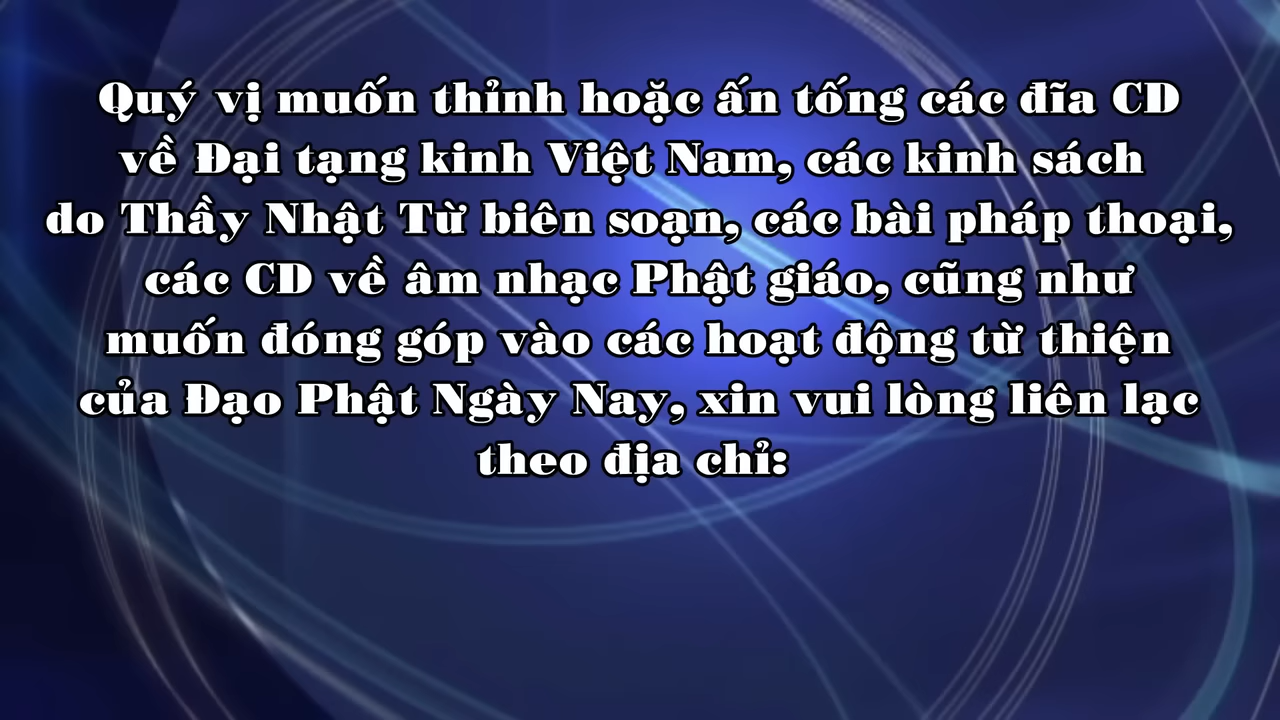 Quý vị muốn thỉnh hoặc ấn tống các đĩa CD
về Đại tạng kinh Việt Nam, các kinh sách
do Thầy Nhật Từ biên soạn, các bài pháp thoại,
các CD về âm nhạc Phật giáo, cũng như
muốn đóng góp vào các hoạt động từ thiện
của Đạo Phật Ngày Nay, xin vui lòng liên lạc
theo địa chỉ: